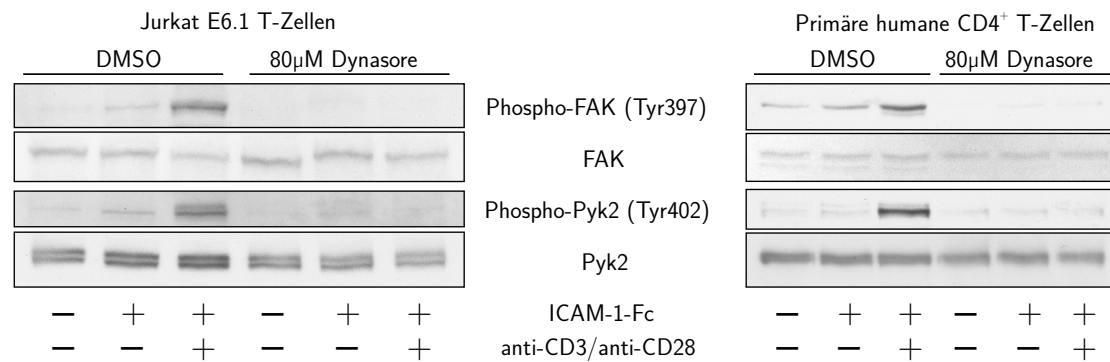 Jurkat E6.1 T-Zellen
Primäre humane CD4⁺ T-Zellen
DMSO 80µM Dynasore
DMSO 80µM Dynasore
Phospho-FAK (Tyr397)
FAK
Phospho-Pyk2 (Tyr402)
Pyk2
− + + − + + ICAM-1-Fc − + + − + +
− − + − − + anti-CD3/anti-CD28 − − + − − +